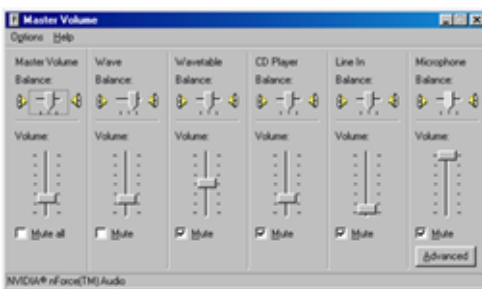 Master Volume
Options Help
Master Volume Wave Wavetable CD Player Line In Microphone
Balance: Balance: Balance: Balance: Balance: Balance:
Volume: Volume: Volume: Volume: Volume: Volume:
Mute all Mute Mute Mute Mute Mute
Advanced
NVIDIA® nForce(TM) Audio